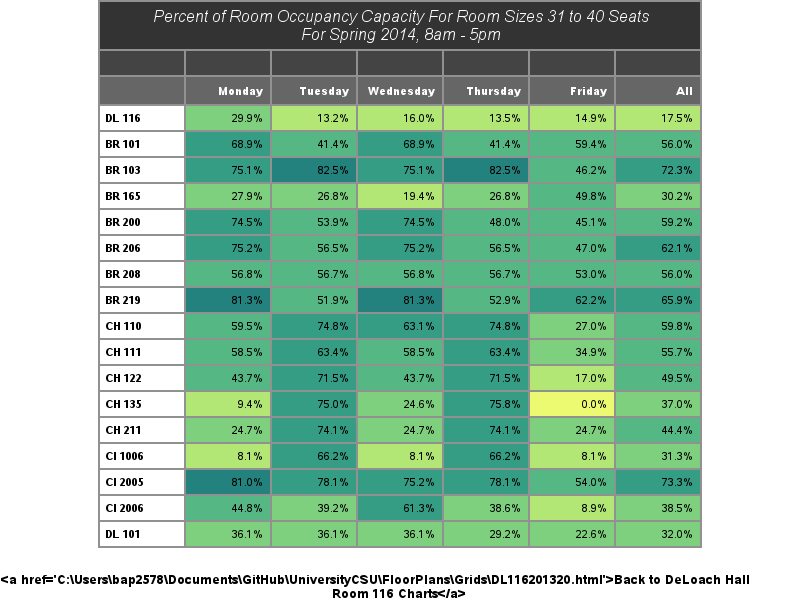 Percent of Room Occupancy Capacity For Room Sizes 31 to 40 Seats
For Spring 2014, 8am - 5pm
Monday Tuesday Wednesday Thursday Friday All
DL 116 29.9% 13.2% 16.0% 13.5% 14.9% 17.5%
BR 101 68.9% 41.4% 68.9% 41.4% 59.4% 56.0%
BR 103 75.1% 82.5% 75.1% 82.5% 46.2% 72.3%
BR 165 27.9% 26.8% 19.4% 26.8% 49.8% 30.2%
BR 200 74.5% 53.9% 74.5% 48.0% 45.1% 59.2%
BR 206 75.2% 56.5% 75.2% 56.5% 47.0% 62.1%
BR 208 56.8% 56.7% 56.8% 56.7% 53.0% 56.0%
BR 219 81.3% 51.9% 81.3% 52.9% 62.2% 65.9%
CH 110 59.5% 74.8% 63.1% 74.8% 27.0% 59.8%
CH 111 58.5% 63.4% 58.5% 63.4% 34.9% 55.7%
CH 122 43.7% 71.5% 43.7% 71.5% 17.0% 49.5%
CH 135 9.4% 75.0% 24.6% 75.8% 0.0% 37.0%
CH 211 24.7% 74.1% 24.7% 74.1% 24.7% 44.4%
CI 1006 8.1% 66.2% 8.1% 66.2% 8.1% 31.3%
CI 2005 81.0% 78.1% 75.2% 78.1% 54.0% 73.3%
CI 2006 44.8% 39.2% 61.3% 38.6% 8.9% 38.5%
DL 101 36.1% 36.1% 36.1% 29.2% 22.6% 32.0%
<a href='C:\Users\bap2578\Documents\GitHub\UniversityCSU\FloorPlans\Grids\DL116201320.html'>Back to DeLoach Hall
Room 116 Charts</a>